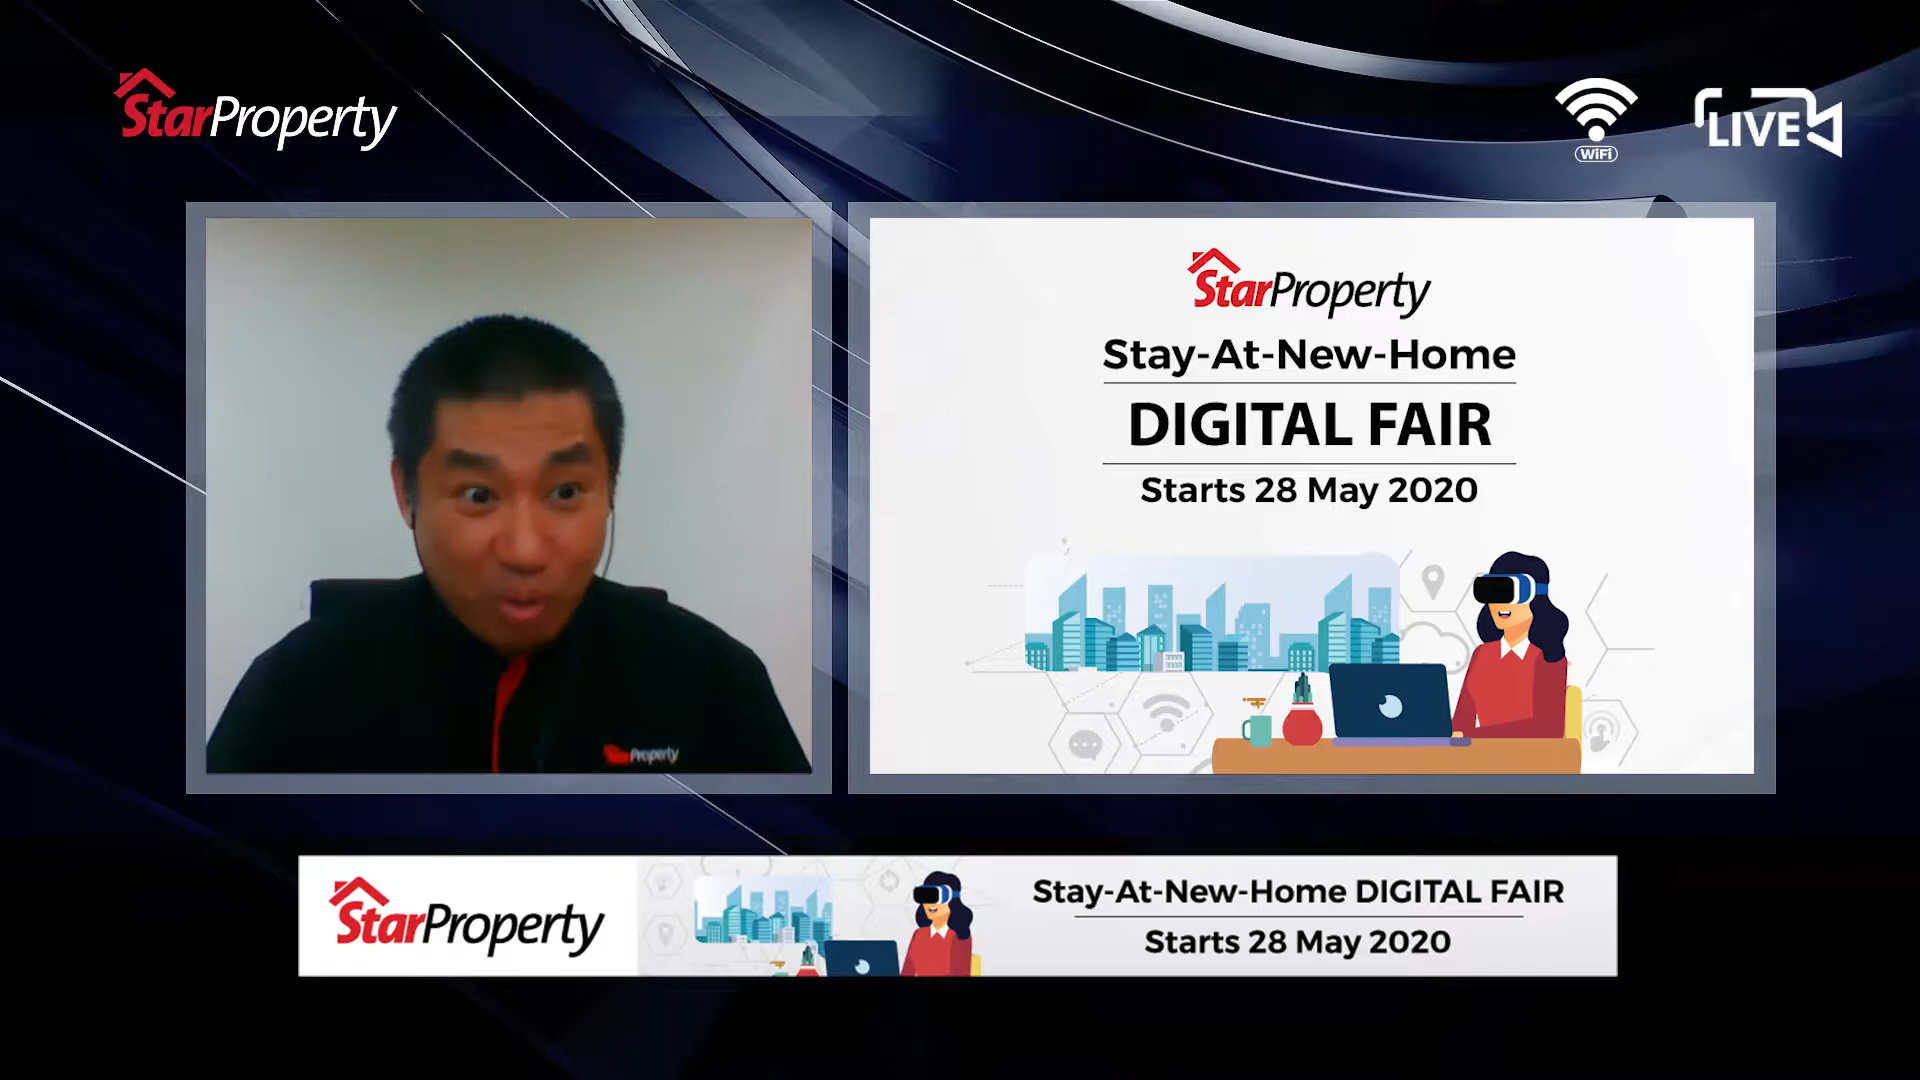 StarProperty
WiFi
LIVE
StarProperty
Stay-At-New-Home
DIGITAL FAIR
Starts 28 May 2020
Property
StarProperty
Stay-At-New-Home DIGITAL FAIR
Starts 28 May 2020